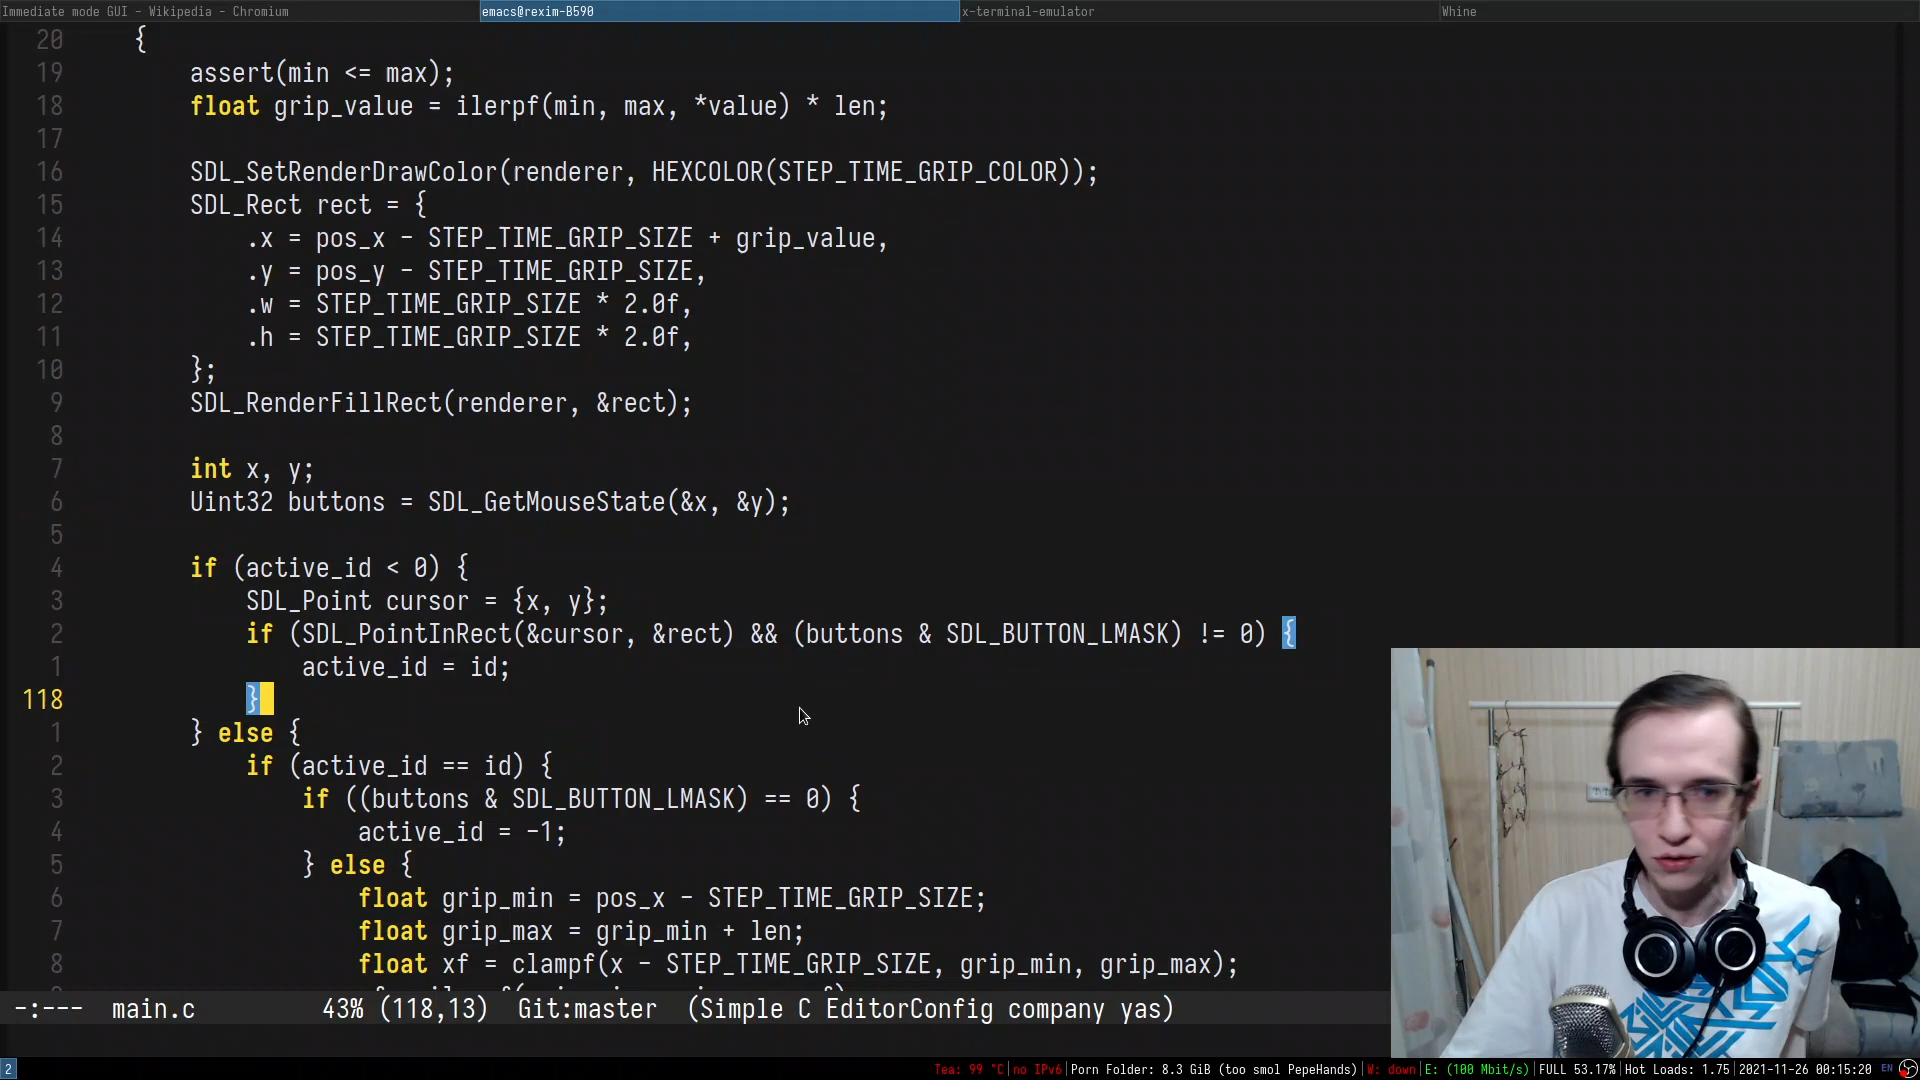 Immediate mode GUI - Wikipedia - Chromium emacs@rexim-B590 x-terminal-emulator Whine
20 {
19 assert(min <= max);
18 float grip_value = ilerpf(min, max, *value) * len;
17
16 SDL_SetRenderDrawColor(renderer, HEXCOLOR(STEP_TIME_GRIP_COLOR));
15 SDL_Rect rect = {
14 .x = pos_x - STEP_TIME_GRIP_SIZE + grip_value,
13 .y = pos_y - STEP_TIME_GRIP_SIZE,
12 .w = STEP_TIME_GRIP_SIZE * 2.0f,
11 .h = STEP_TIME_GRIP_SIZE * 2.0f,
10 };
9 SDL_RenderFillRect(renderer, &rect);
8
7 int x, y;
6 Uint32 buttons = SDL_GetMouseState(&x, &y);
5
4 if (active_id < 0) {
3 SDL_Point cursor = {x, y};
2 if (SDL_PointInRect(&cursor, &rect) && (buttons & SDL_BUTTON_LMASK) != 0) {
1 active_id = id;
118 }
1 } else {
2 if (active_id == id) {
3 if ((buttons & SDL_BUTTON_LMASK) == 0) {
4 active_id = -1;
5 } else {
6 float grip_min = pos_x - STEP_TIME_GRIP_SIZE;
7 float grip_max = grip_min + len;
8 float xf = clampf(x - STEP_TIME_GRIP_SIZE, grip_min, grip_max);
-:--- main.c 43% (118,13) Git:master (Simple C EditorConfig company yas)
2 Tea: 99 °C|no IPv6|Porn Folder: 8.3 GiB (too smol PepeHands)|W: down|E: (100 Mbit/s)|FULL 53.17%|Hot Loads: 1.75|2021-11-26 00:15:20 EN